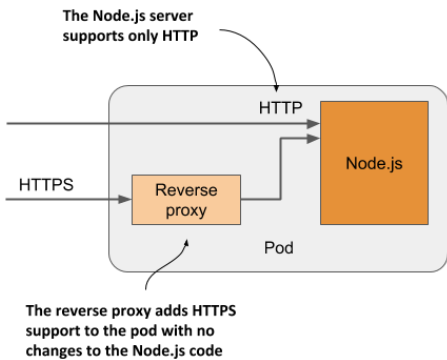 The Node.js server
supports only HTTP
HTTP
Node.js
HTTPS
Reverse
proxy
Pod
The reverse proxy adds HTTPS
support to the pod with no
changes to the Node.js code